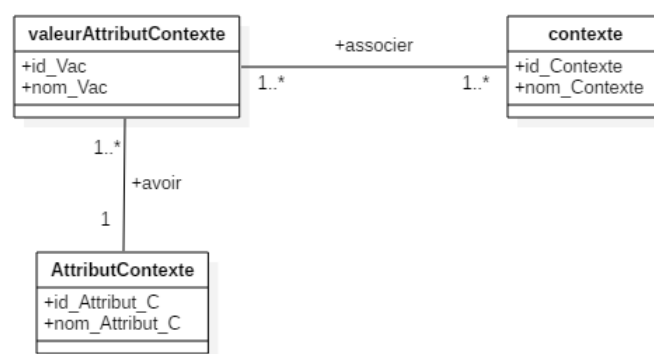 valeurAttributContexte
+id_Vac
+nom_Vac
+associer
1..*
1..*
contexte
+id_Contexte
+nom_Contexte
1..*
+avoir
1
AttributContexte
+id_Attribut_C
+nom_Attribut_C